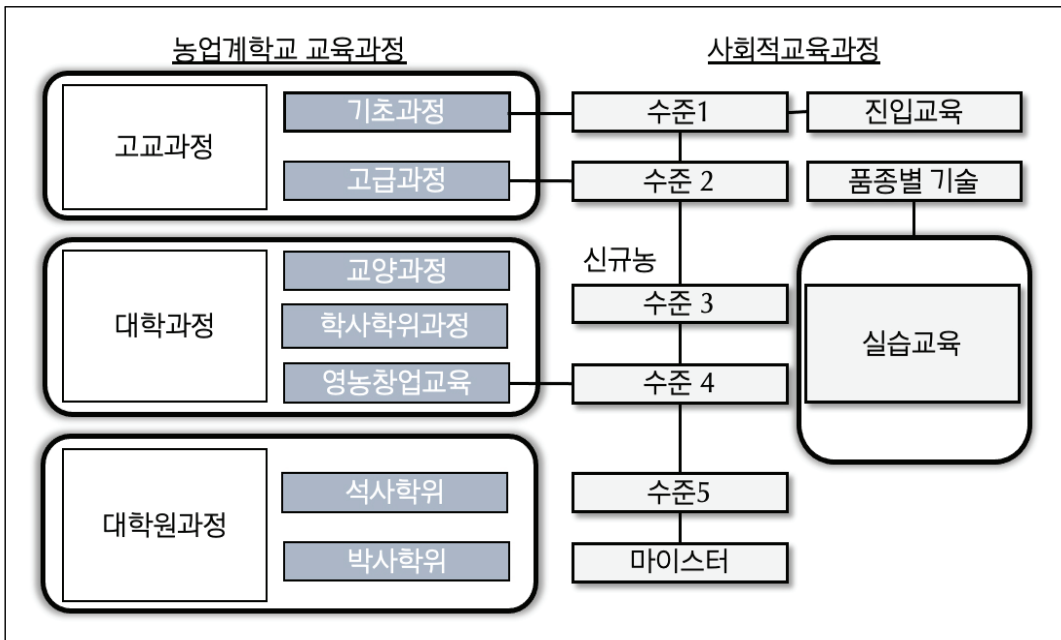 농업계학교 교육과정
사회적교육과정
고교과정
기초과정
수준1
진입교육
고급과정
수준 2
품종별 기술
대학과정
교양과정
신규농
수준 3
학사학위과정
실습교육
영농창업교육
수준 4
대학원과정
석사학위
수준5
박사학위
마이스터